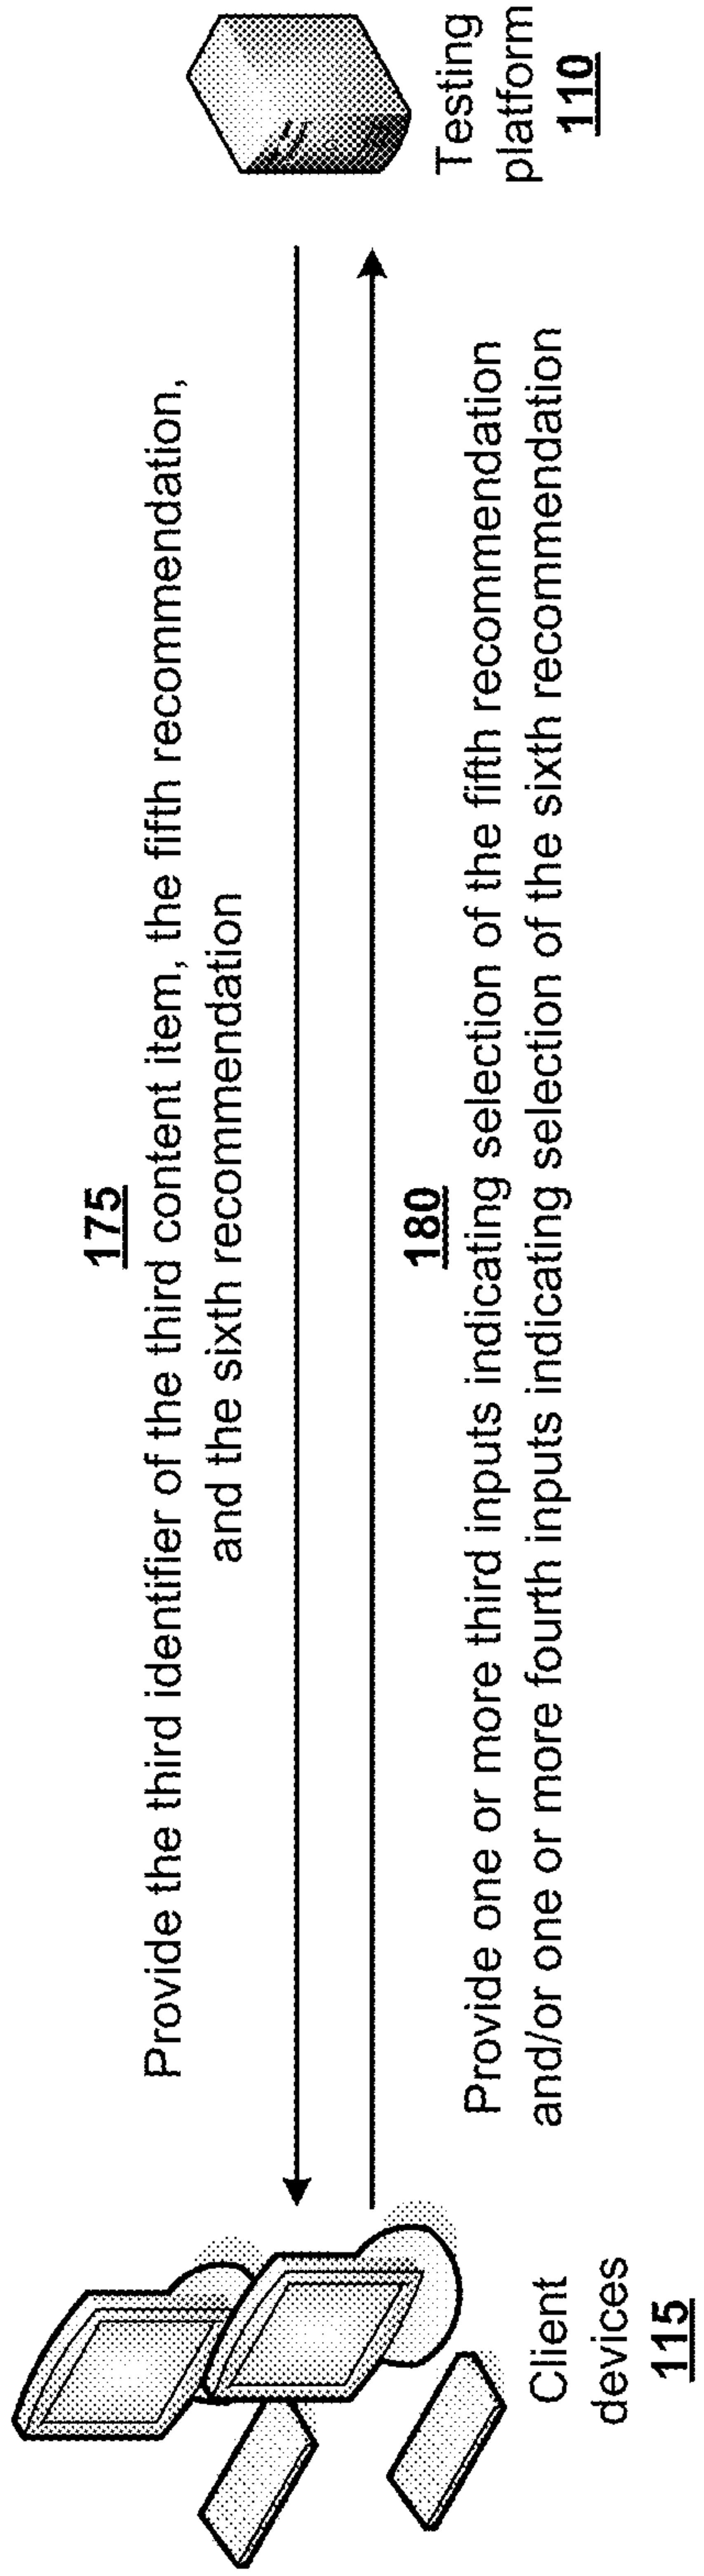 175
Provide the third identifier of the third content item, the fifth recommendation,
and the sixth recommendation
180
Provide one or more third inputs indicating selection of the fifth recommendation
and/or one or more fourth inputs indicating selection of the sixth recommendation
Client
devices
115
Testing
platform
110